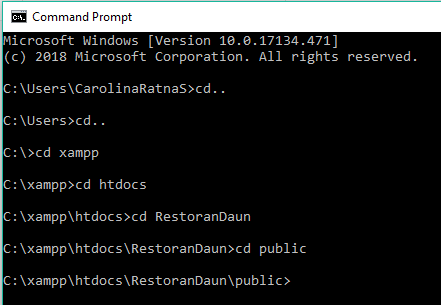 Command Prompt
Microsoft Windows [Version 10.0.17134.471]
(c) 2018 Microsoft Corporation. All rights reserved.
C:\Users\CarolinaRatnaS>cd..
C:\Users>cd..
C:\>cd xampp
C:\xampp>cd htdocs
C:\xampp\htdocs>cd RestoranDaun
C:\xampp\htdocs\RestoranDaun>cd public
C:\xampp\htdocs\RestoranDaun\public>